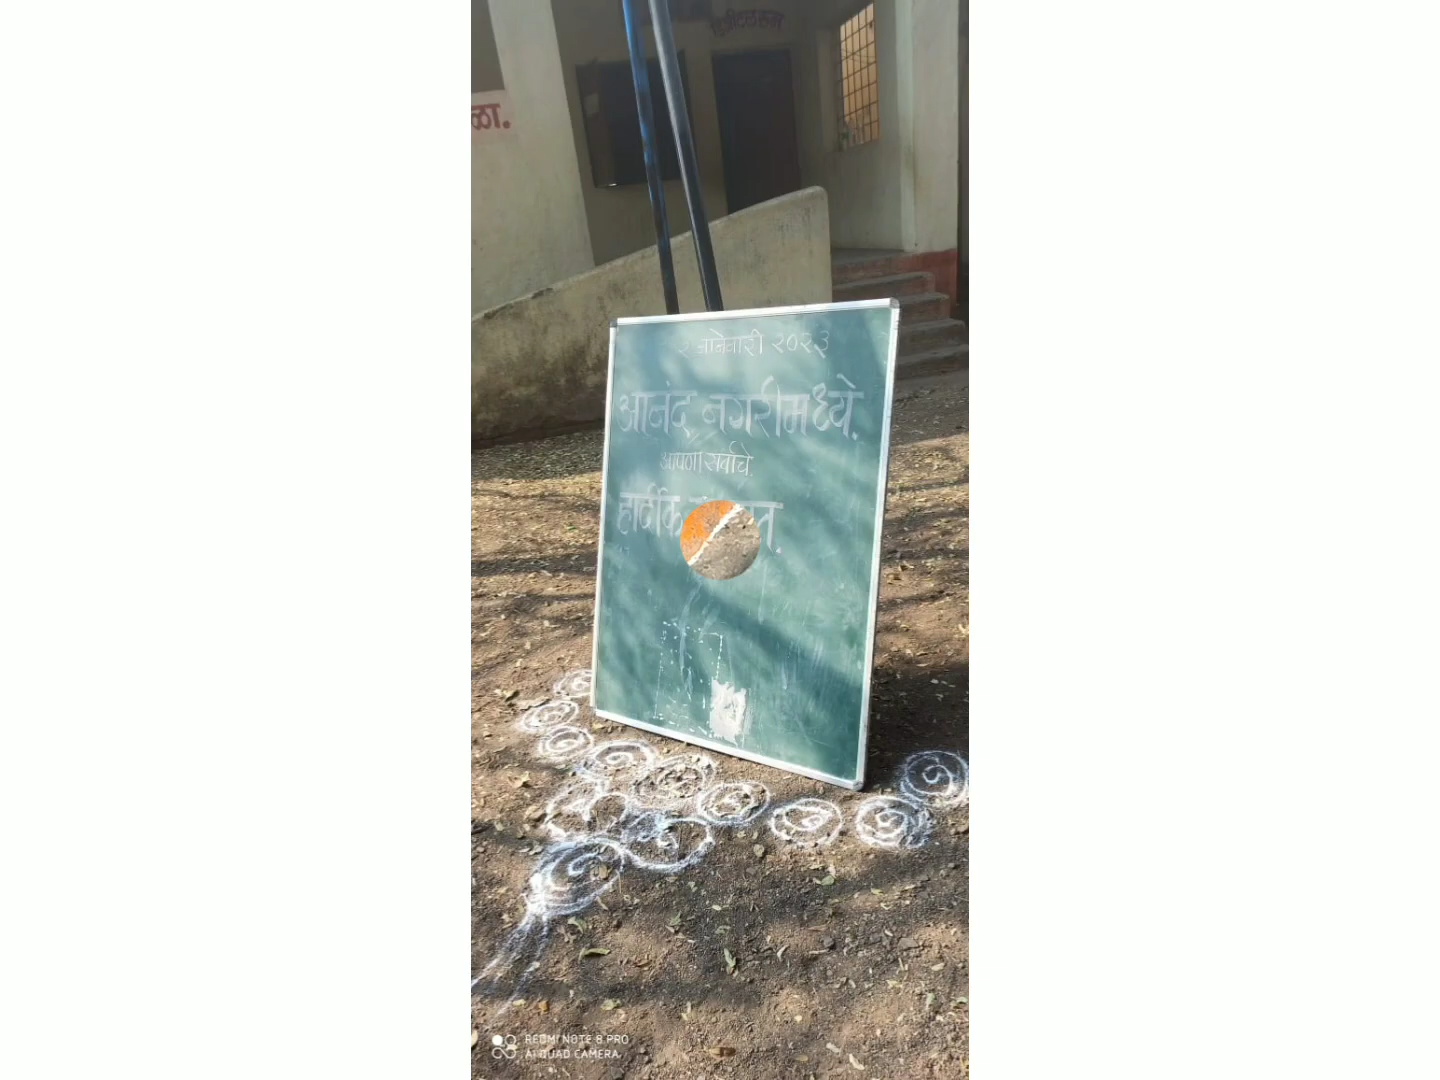 ळा.
जानेवारी २०२३
आनंद नगरीमध्ये.
आपणा सर्वांचे
हार्दीक
REDMI NOTE 8 PRO
AI QUAD CAMERA